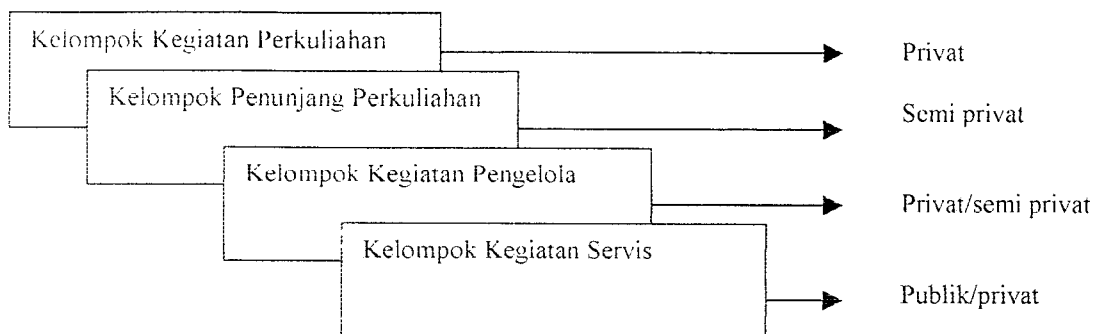 Kelompok Kegiatan Perkuliahan
Privat
Kelompok Penunjang Perkuliahan
Semi privat
Kelompok Kegiatan Pengelola
Privat/semi privat
Kelompok Kegiatan Servis
Publik/privat